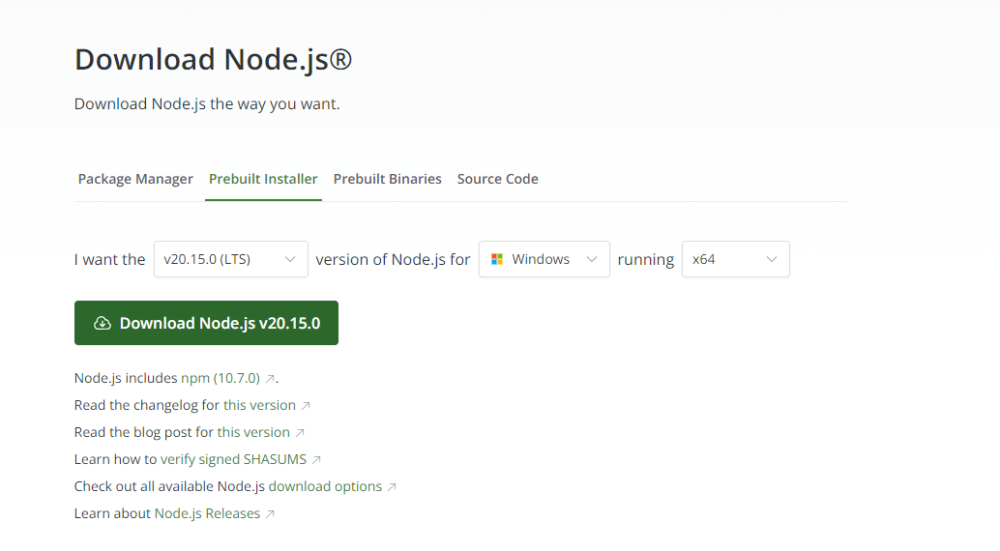 Download Node.js®
Download Node.js the way you want.
Package Manager Prebuilt Installer Prebuilt Binaries Source Code
I want the v20.15.0 (LTS) version of Node.js for Windows running x64
Download Node.js v20.15.0
Node.js includes npm (10.7.0) ↗.
Read the changelog for this version ↗
Read the blog post for this version ↗
Learn how to verify signed SHASUMS ↗
Check out all available Node.js download options ↗
Learn about Node.js Releases ↗